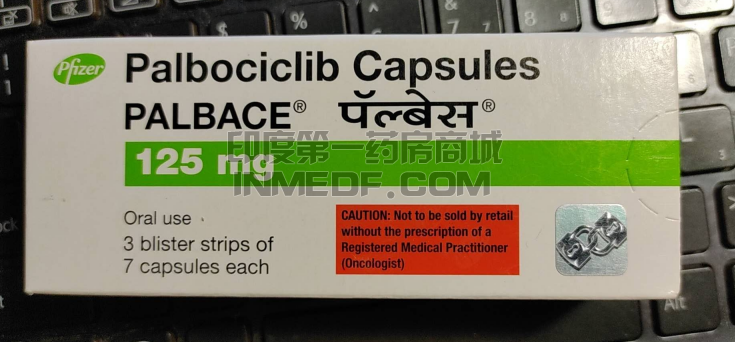 Pfizer
Palbociclib Capsules
PALBACE® पॅल्बेस®
125 mg
印度第一药房商城
INMEDF.COM
Oral use
3 blister strips of
7 capsules each
CAUTION: Not to be sold by retail
without the prescription of a
Registered Medical Practitioner
(Oncologist)
Alt